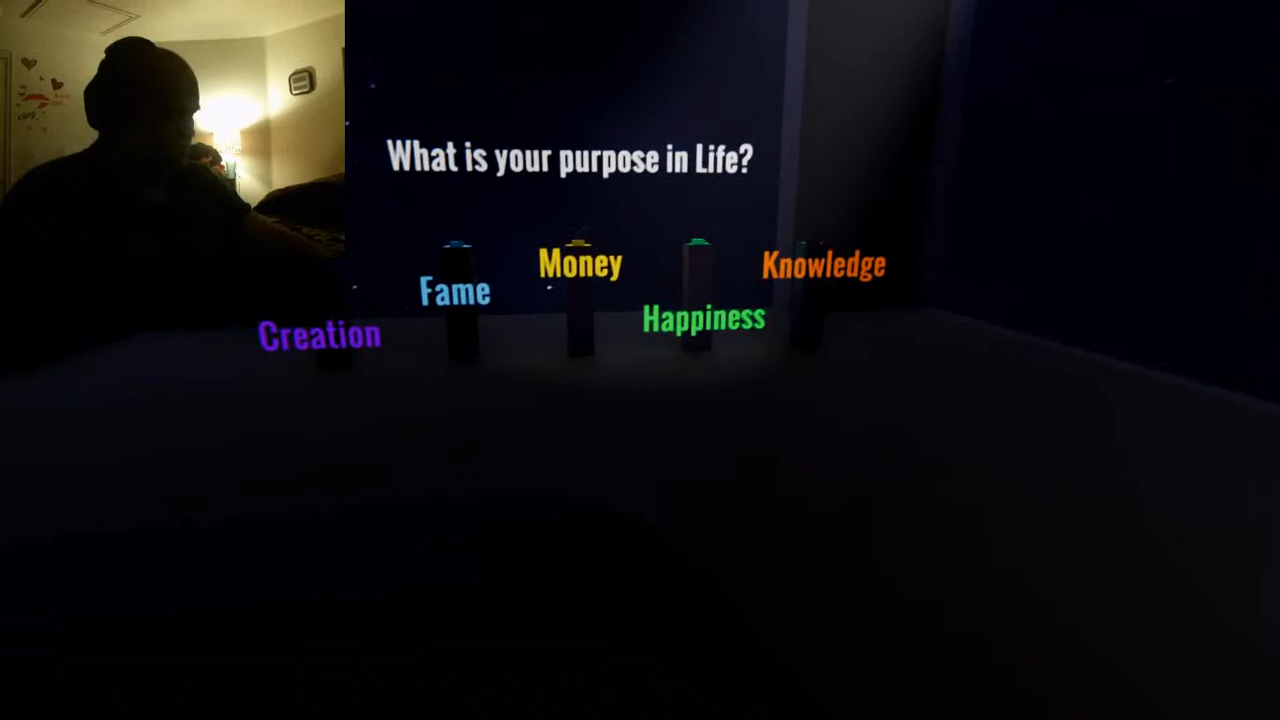 What is your purpose in Life?
Creation
Fame
Money
Happiness
Knowledge